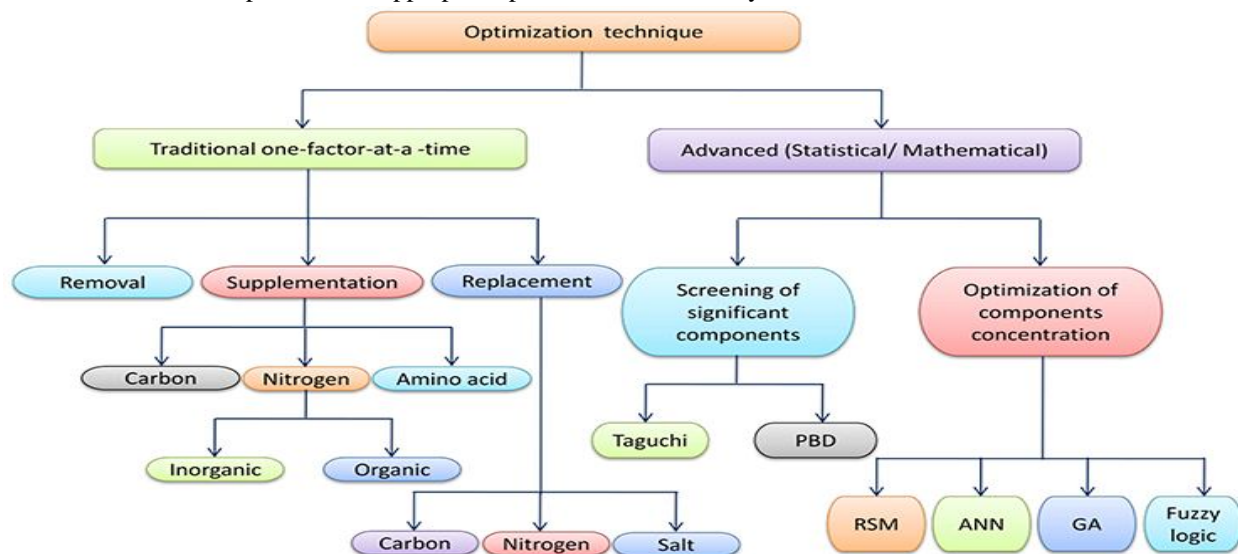 Optimization technique
Traditional one-factor-at-a -time
Advanced (Statistical/ Mathematical)
Removal
Supplementation
Replacement
Screening of
significant
components
Optimization of
components
concentration
Carbon
Nitrogen
Amino acid
Taguchi
PBD
Inorganic
Organic
RSM
ANN
GA
Fuzzy
logic
Carbon
Nitrogen
Salt